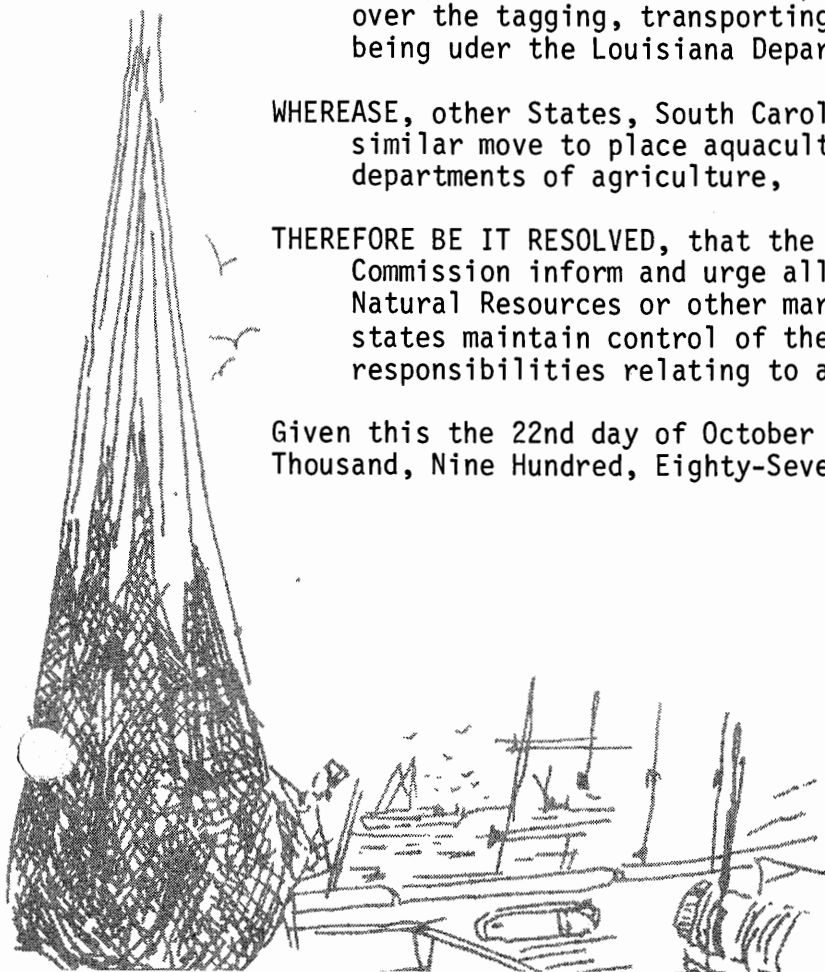 over the tagging, transporting
being uder the Louisiana Depar
WHEREASE, other States, South Carol
similar move to place aquacult
departments of agriculture,
THEREFORE BE IT RESOLVED, that the
Commission inform and urge all
Natural Resources or other mar
states maintain control of the
responsibilities relating to a
Given this the 22nd day of October
Thousand, Nine Hundred, Eighty-Seve